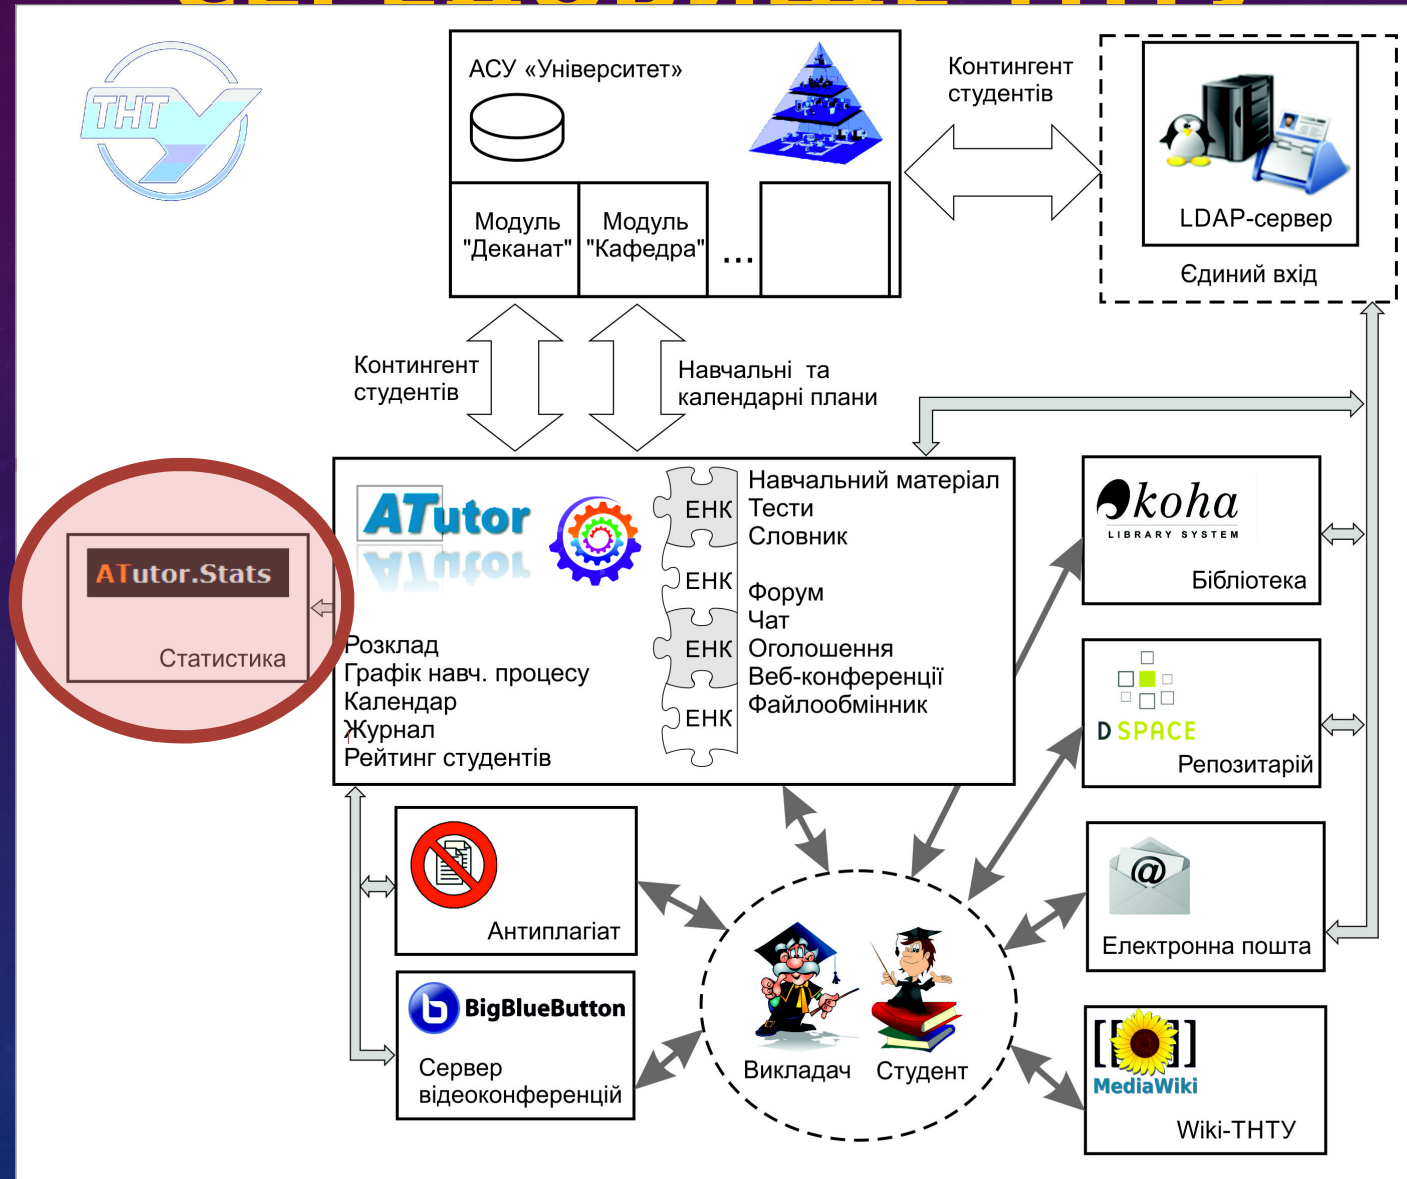 ТНТУ
АСУ «Університет»
Модуль
"Деканат"
Модуль
"Кафедра"
...
Контингент
студентів
LDAP-сервер
Єдиний вхід
Контингент
студентів
Навчальні та
календарні плани
ATutor.Stats
Статистика
ATutor
Розклад
Графік навч. процесу
Календар
Журнал
Рейтинг студентів
ЕНК
ЕНК
ЕНК
ЕНК
Навчальний матеріал
Тести
Словник
Форум
Чат
Оголошення
Веб-конференції
Файлообмінник
koha
LIBRARY SYSTEM
Бібліотека
DSPACE
Репозитарій
@
Електронна пошта
[[ ]]
MediaWiki
Wiki-ТНТУ
Антиплагіат
b BigBlueButton
Сервер
відеоконференцій
Викладач
Студент